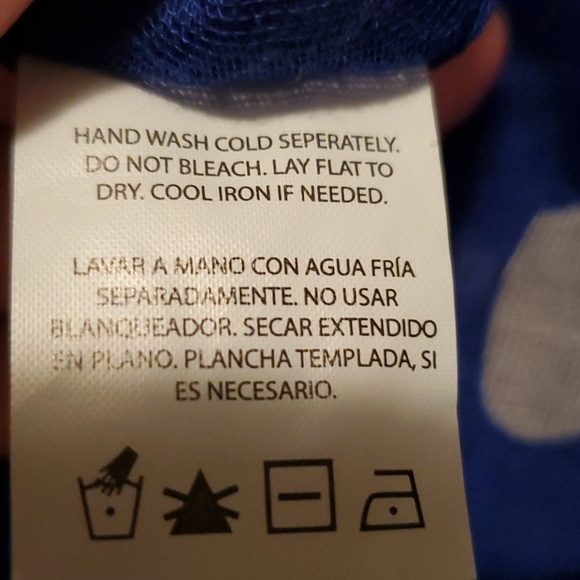 HAND WASH COLD SEPERATELY.
DO NOT BLEACH. LAY FLAT TO
DRY. COOL IRON IF NEEDED.
LAVAR A MANO CON AGUA FRÍA
SEPARADAMENTE. NO USAR
BLANQUEADOR. SECAR EXTENDIDO
EN PLANO. PLANCHA TEMPLADA, SI
ES NECESARIO.